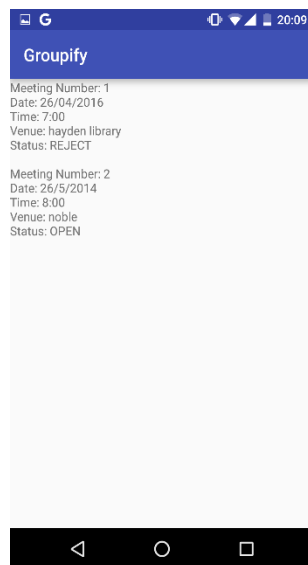 20:09
Groupify
Meeting Number: 1
Date: 26/04/2016
Time: 7:00
Venue: hayden library
Status: REJECT
Meeting Number: 2
Date: 26/5/2014
Time: 8:00
Venue: noble
Status: OPEN